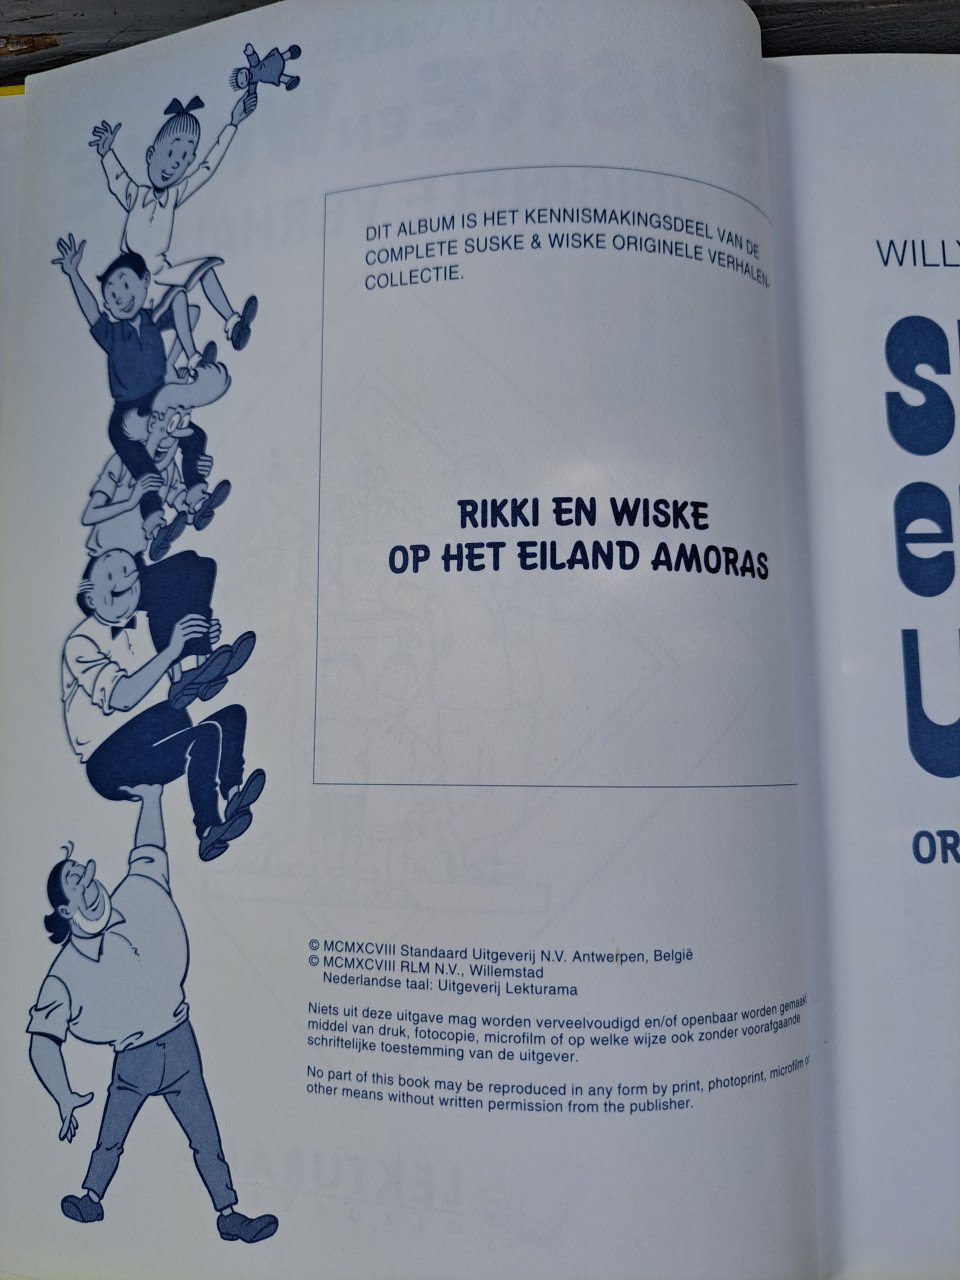 DIT ALBUM IS HET KENNISMAKINGSDEEL VAN DE
COMPLETE SUSKE & WISKE ORIGINELE VERHALEN-
COLLECTIE.
RIKKI EN WISKE
OP HET EILAND AMORAS
© MCMXCVIII Standaard Uitgeverij N.V. Antwerpen, België
© MCMXCVIII RLM N.V., Willemstad
Nederlandse taal: Uitgeverij Lekturama
Niets uit deze uitgave mag worden verveelvoudigd en/of openbaar worden gemaakt
middel van druk, fotocopie, microfilm of op welke wijze ook zonder voorafgaande
schriftelijke toestemming van de uitgever.
No part of this book may be reproduced in any form by print, photoprint, microfilm o
other means without written permission from the publisher.
WILLY
S
e
OR